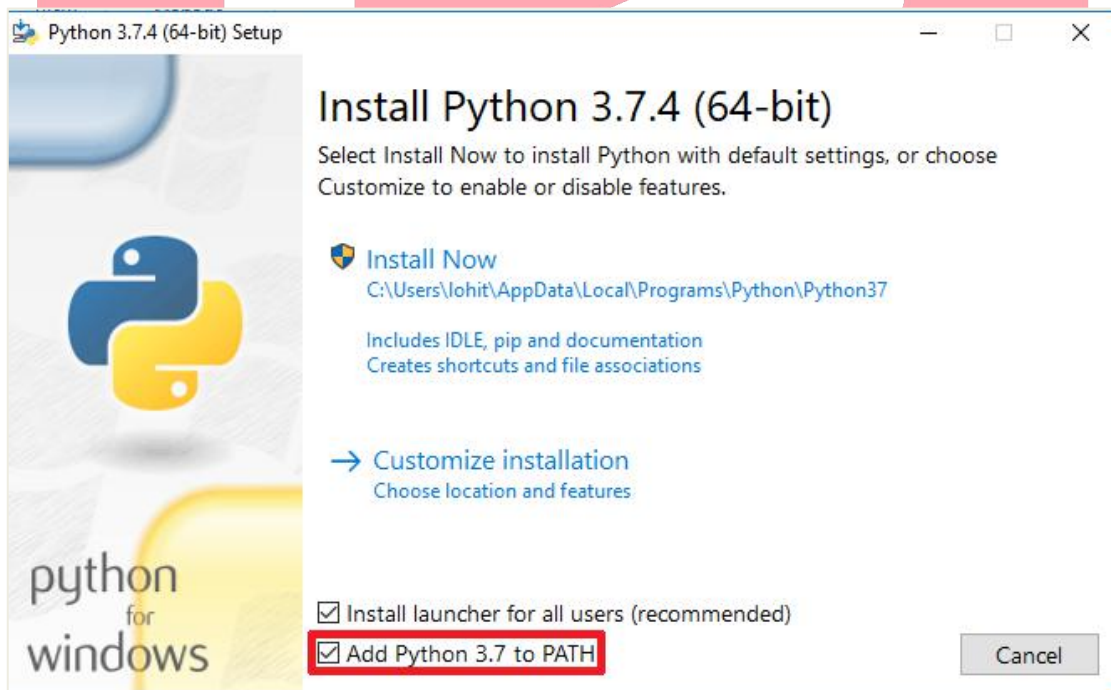 Python 3.7.4 (64-bit) Setup
Install Python 3.7.4 (64-bit)
Select Install Now to install Python with default settings, or choose
Customize to enable or disable features.
Install Now
C:\Users\lohit\AppData\Local\Programs\Python\Python37
Includes IDLE, pip and documentation
Creates shortcuts and file associations
Customize installation
Choose location and features
python
for
windows
Install launcher for all users (recommended)
Add Python 3.7 to PATH
Cancel